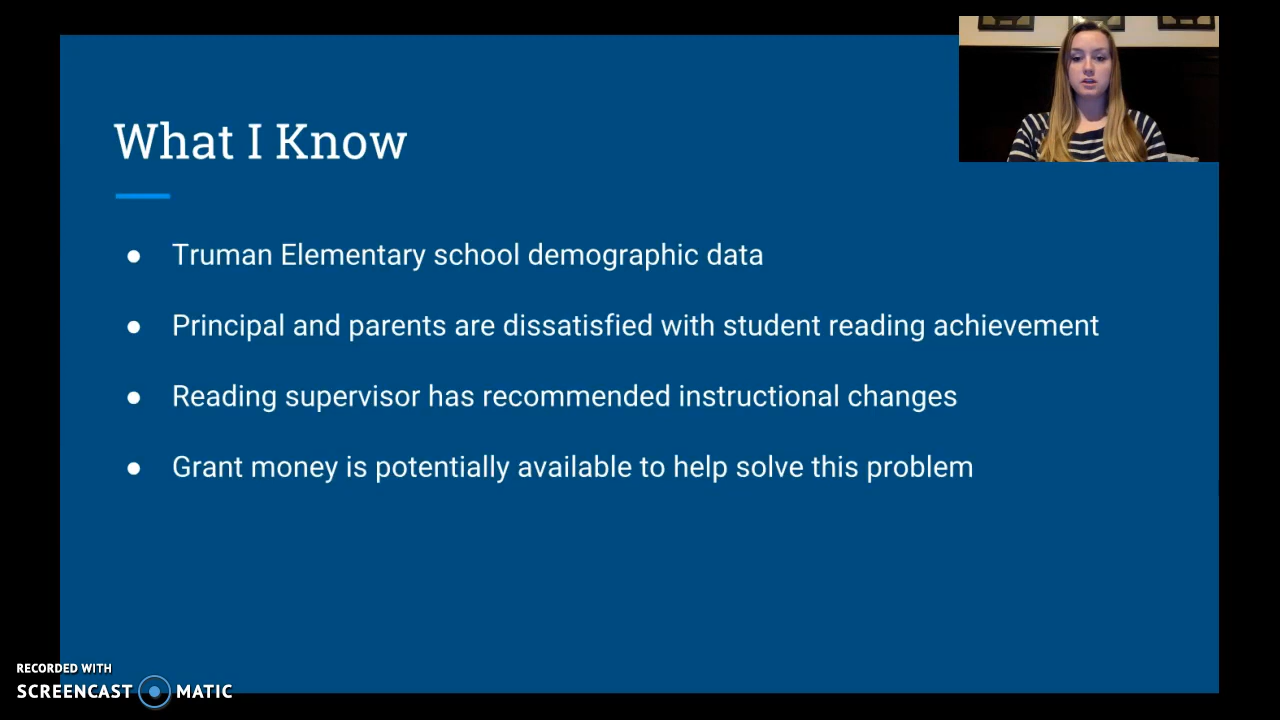 What I Know
● Truman Elementary school demographic data
● Principal and parents are dissatisfied with student reading achievement
● Reading supervisor has recommended instructional changes
● Grant money is potentially available to help solve this problem
RECORDED WITH
SCREENCAST MATIC